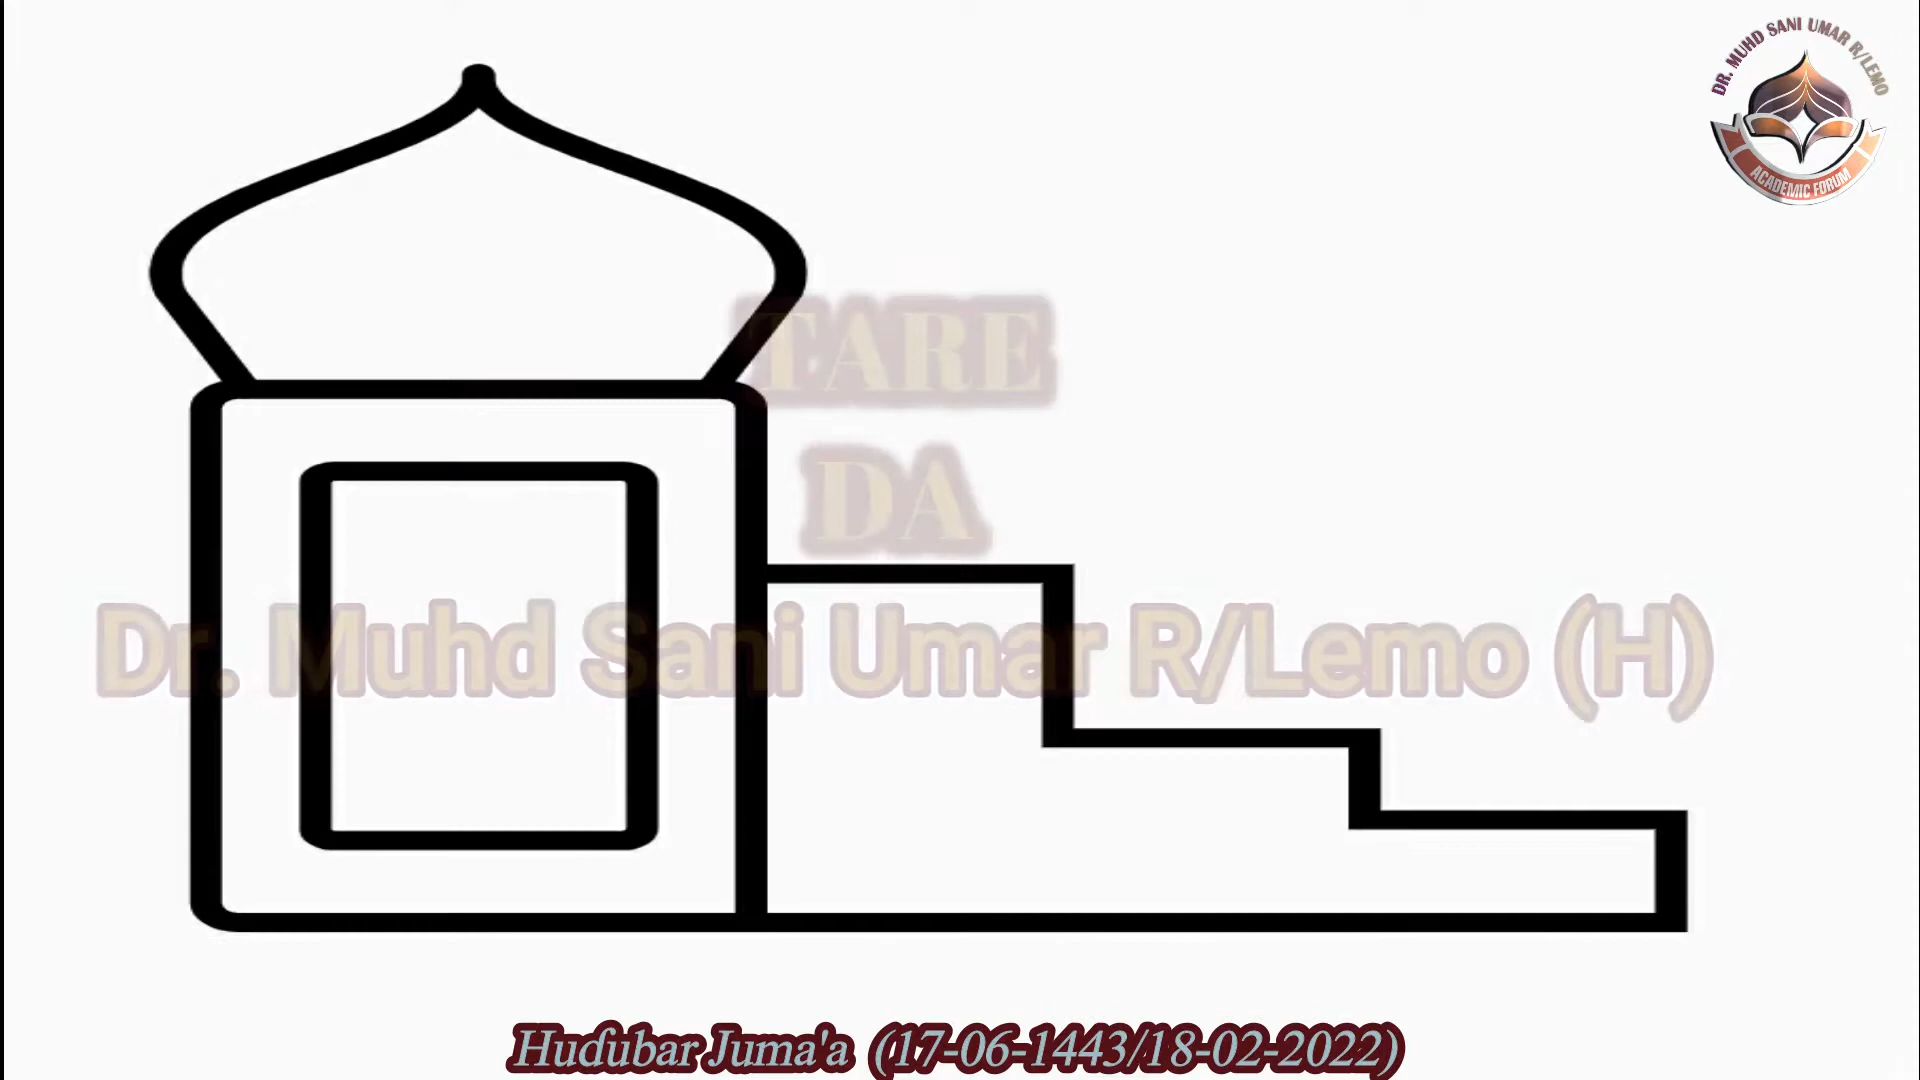 DR. MUHD SANI UMAR R/LEMO
ACADEMIC FORUM
TARE
DA
Dr. Muhd Sani Umar R/Lemo (H)
Huɗubar Juma'a (17-06-1443/18-02-2022)